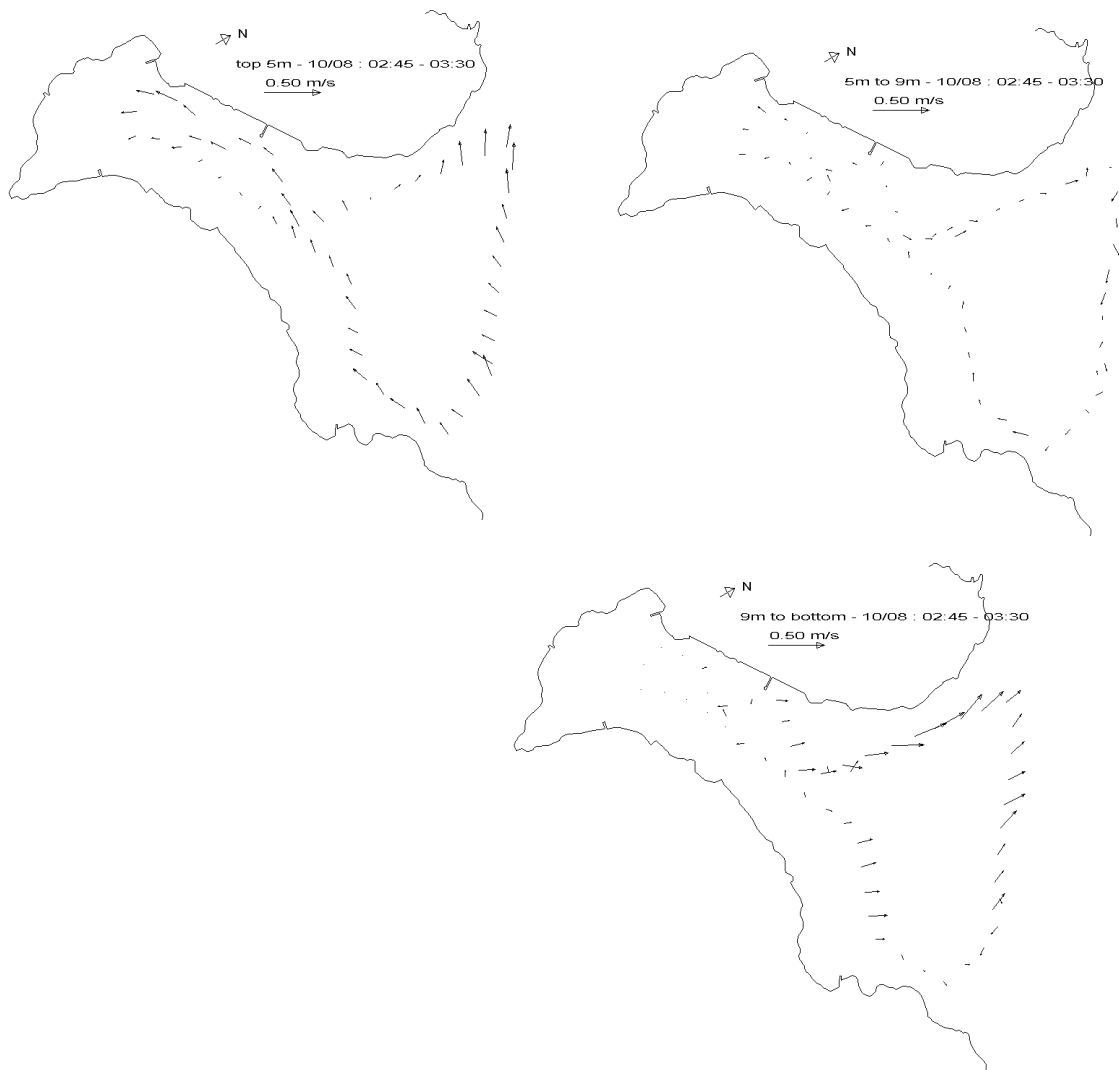 N
top 5m - 10/08 : 02:45 - 03:30
0.50 m/s
N
5m to 9m - 10/08 : 02:45 - 03:30
0.50 m/s
N
9m to bottom - 10/08 : 02:45 - 03:30
0.50 m/s